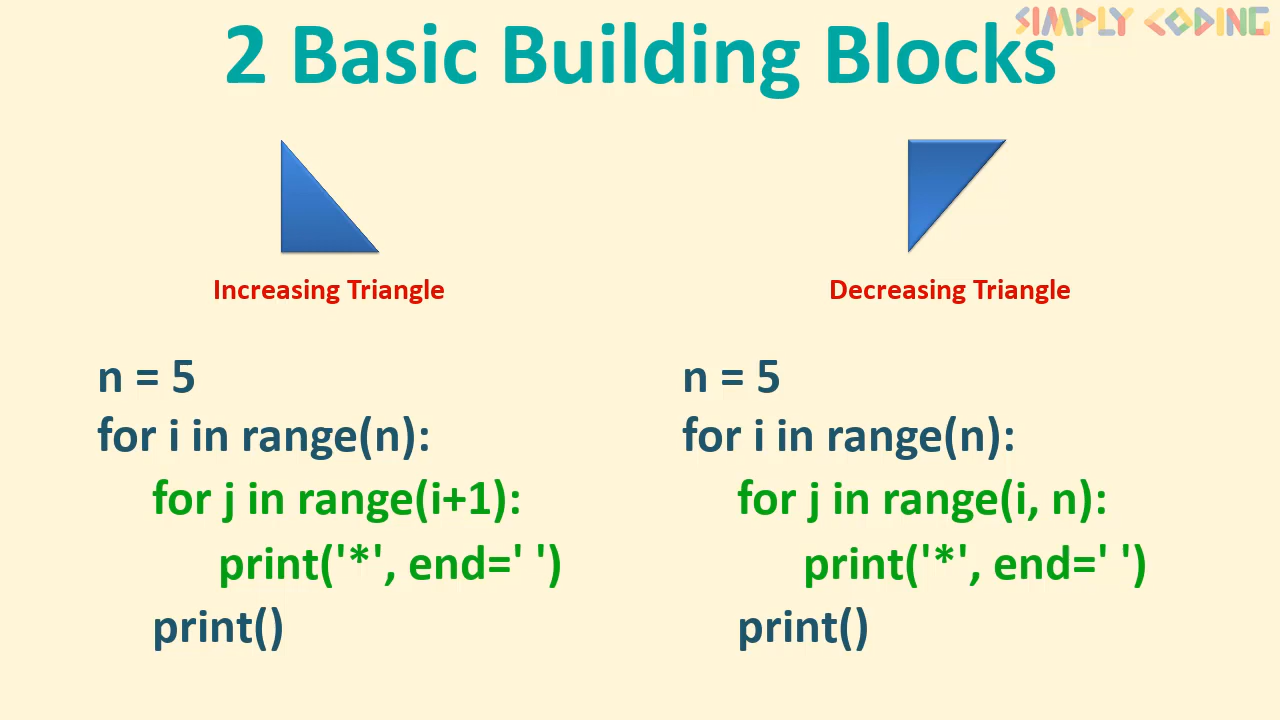 SIMPLY CODING
2 Basic Building Blocks
Increasing Triangle
Decreasing Triangle
n = 5
for i in range(n):
for j in range(i+1):
print('*', end=' ')
print()
n = 5
for i in range(n):
for j in range(i, n):
print('*', end=' ')
print()